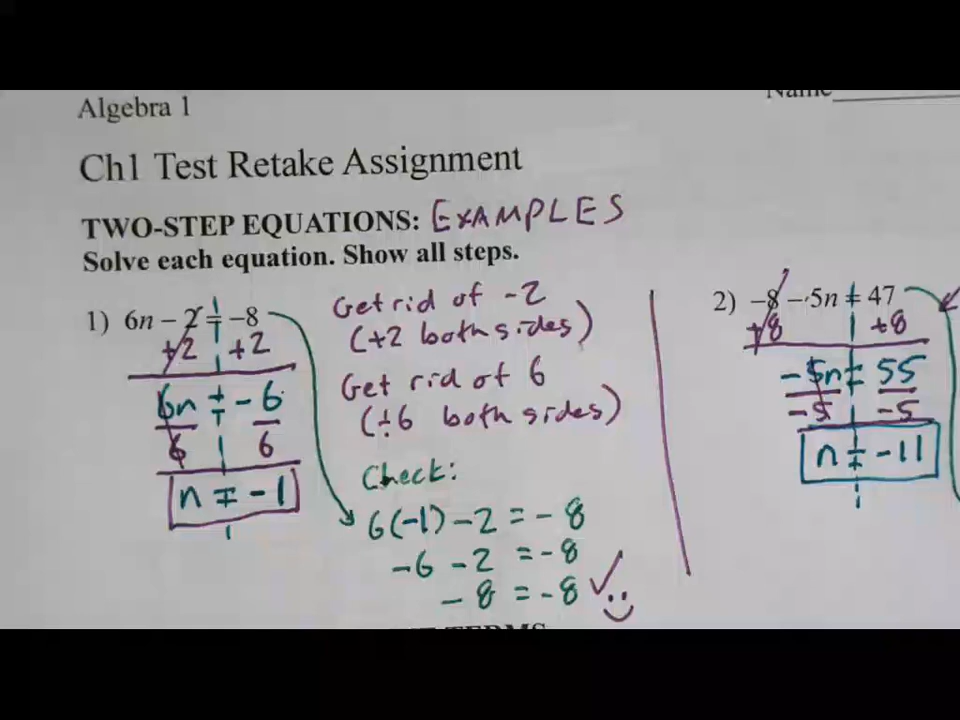 Name
Algebra 1
Ch1 Test Retake Assignment
TWO-STEP EQUATIONS: EXAMPLES
Solve each equation. Show all steps.
1) 6n – 2 = -8
+2 +2
6n = -6
6 6
n = -1
Get rid of -2
(+2 both sides)
Get rid of 6
(÷6 both sides)
Check:
6(-1) -2 = -8
-6 -2 = -8
-8 = -8 ✓
2) -8 - 5n = 47
+8 +8
-5n = 55
-5 -5
n = -11
TERMS